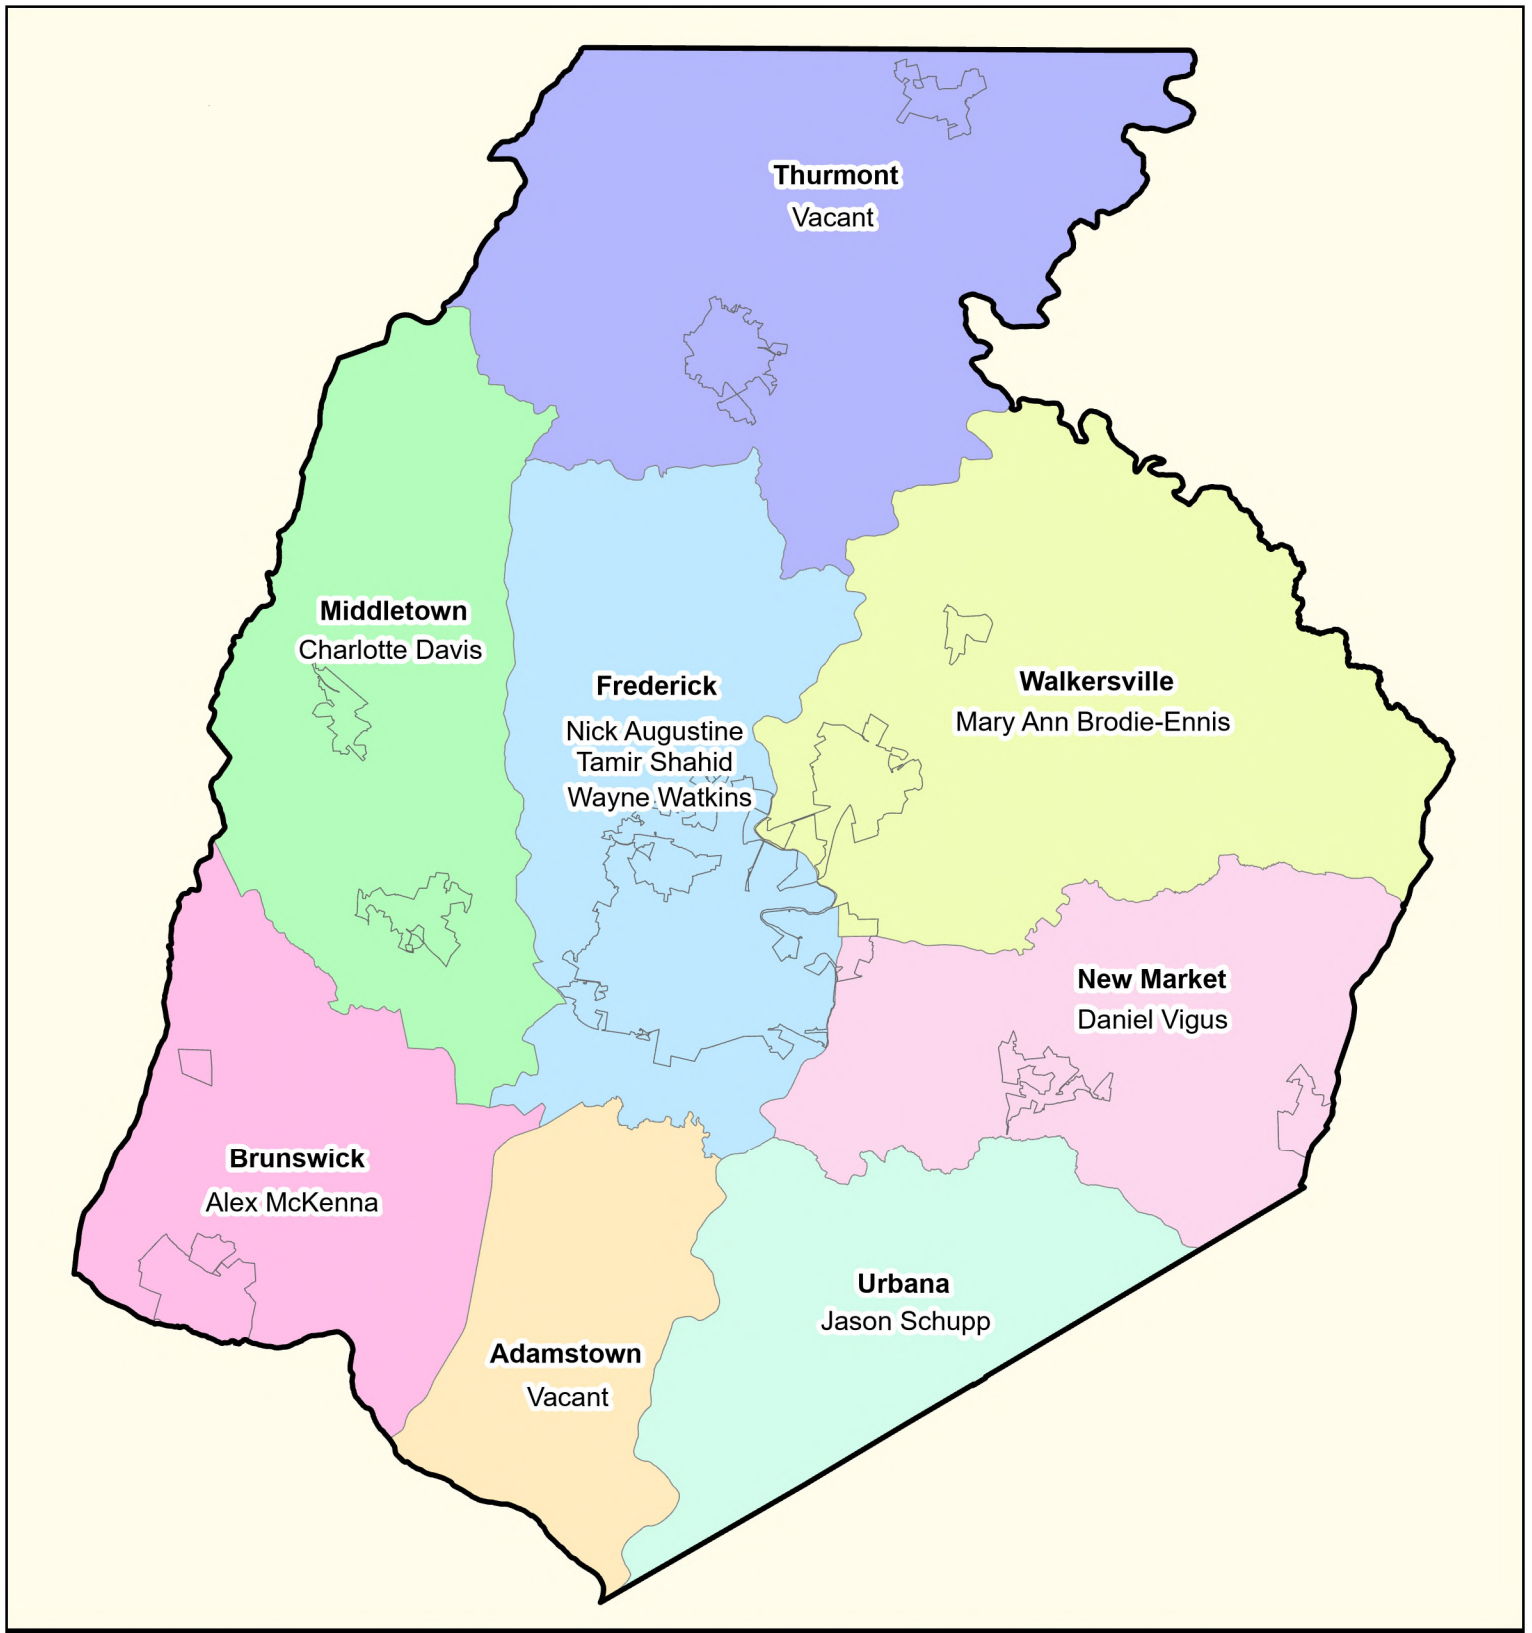 Thurmont
Vacant
Middletown
Charlotte Davis
Frederick
Nick Augustine
Tamir Shahid
Wayne Watkins
Walkersville
Mary Ann Brodie-Ennis
New Market
Daniel Vigus
Brunswick
Alex McKenna
Urbana
Jason Schupp
Adamstown
Vacant